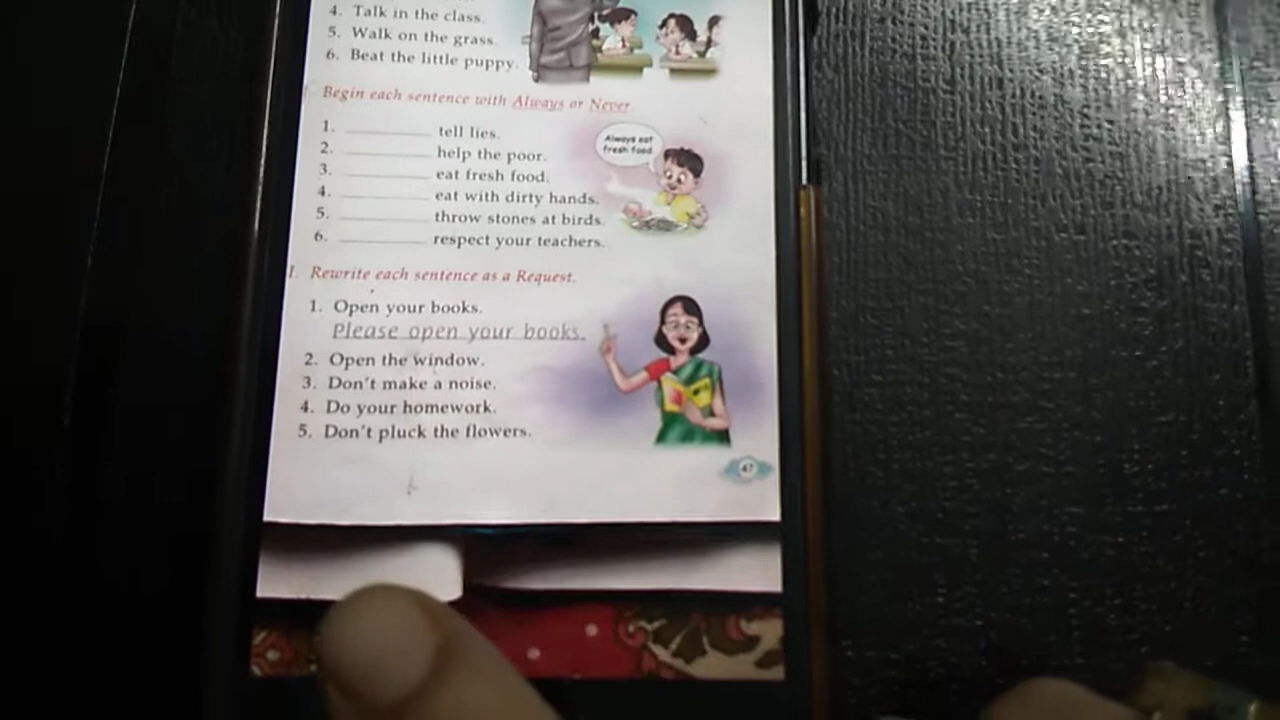 4. Talk in the class.
5. Walk on the grass.
6. Beat the little puppy.
Begin each sentence with Always or Never.
1. ________ tell lies.
2. ________ help the poor.
3. ________ eat fresh food.
4. ________ eat with dirty hands.
5. ________ throw stones at birds.
6. ________ respect your teachers.
Always eat
fresh food.
I. Rewrite each sentence as a Request.
1. Open your books.
Please open your books.
2. Open the window.
3. Don't make a noise.
4. Do your homework.
5. Don't pluck the flowers.
47